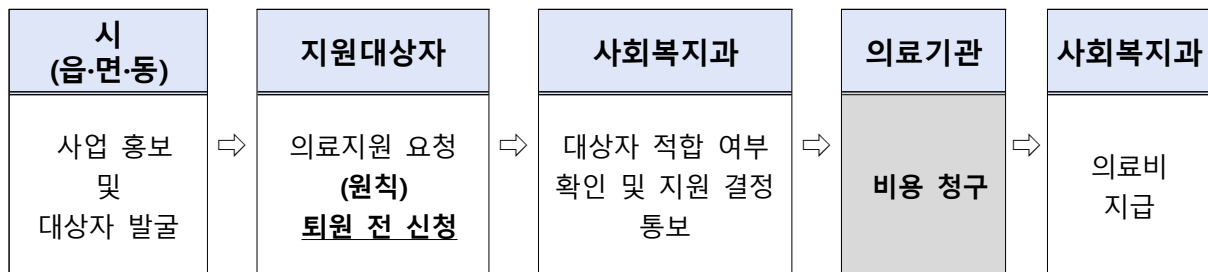 시
(읍·면·동)
사업 홍보
및
대상자 발굴
⇨
지원대상자
의료지원 요청
(원칙)
퇴원 전 신청
⇨
사회복지과
대상자 적합 여부
확인 및 지원 결정
통보
⇨
의료기관
비용 청구
⇨
사회복지과
의료비
지급